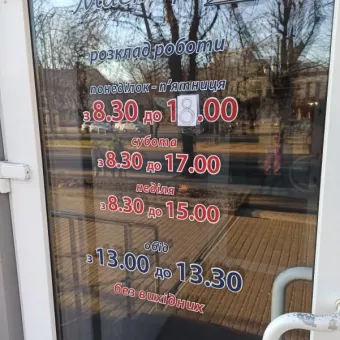 розклад роботи
понеділок - п'ятниця
з 8.30 до 18.00
субота
з 8.30 до 17.00
неділя
з 8.30 до 15.00
обід
з 13.00 до 13.30
без вихідних